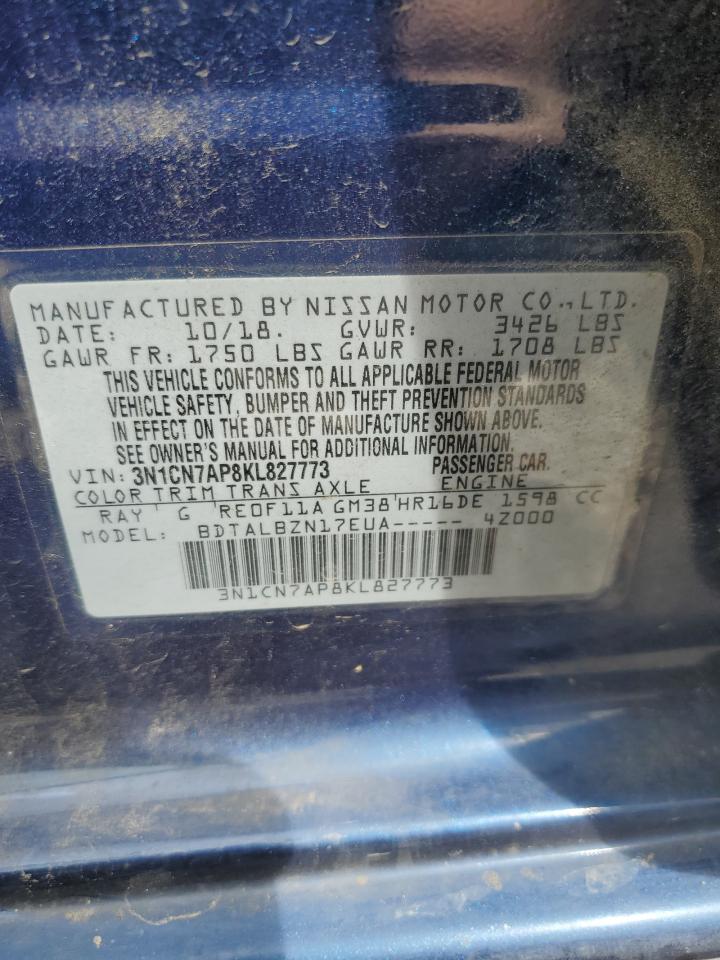 MANUFACTURED BY NISSAN MOTOR CO., LTD.
DATE: 10/18. GVWR: 3426 LBS
GAWR FR: 1750 LBS GAWR RR: 1708 LBS
THIS VEHICLE CONFORMS TO ALL APPLICABLE FEDERAL MOTOR
VEHICLE SAFETY, BUMPER AND THEFT PREVENTION STANDARDS
IN EFFECT ON THE DATE OF MANUFACTURE SHOWN ABOVE.
SEE OWNER'S MANUAL FOR ADDITIONAL INFORMATION.
VIN: 3N1CN7AP8KL827773 PASSENGER CAR.
COLOR TRIM TRANS AXLE ENGINE
RAY G RE0F11A GM38 HR16DE 1598 CC
MODEL: BDTALBZN17EUA----- 4Z000
3N1CN7AP8KL827773